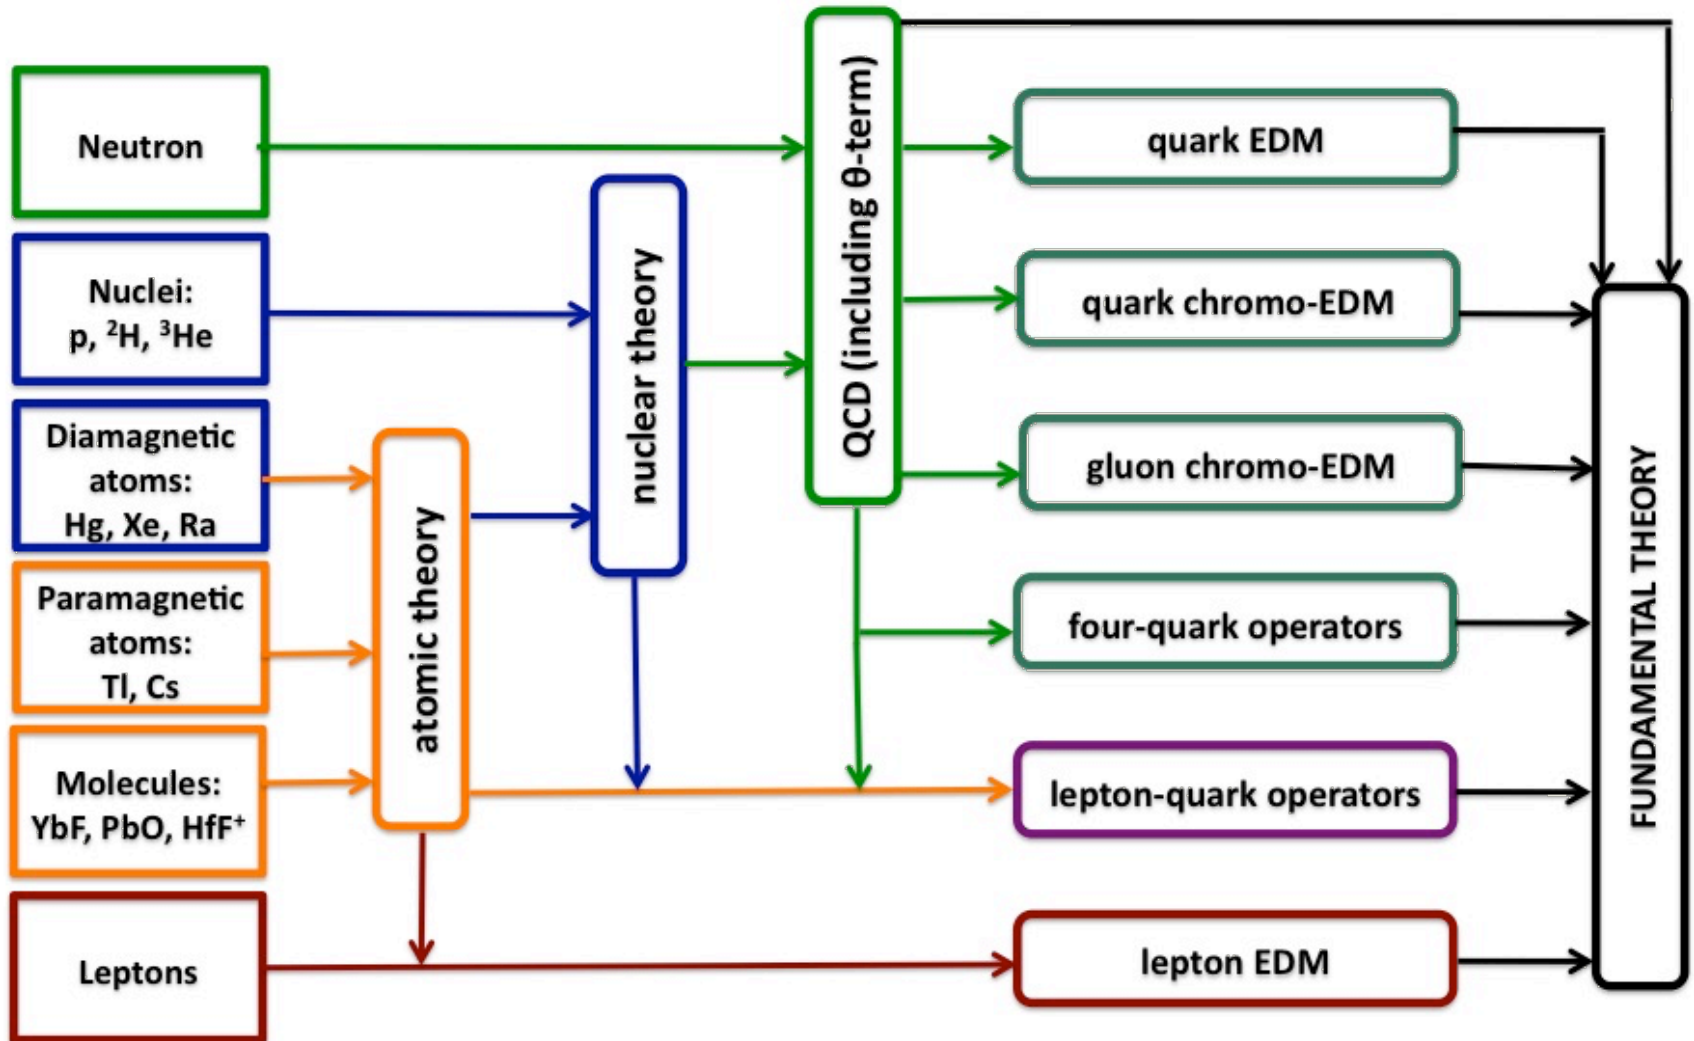 Neutron
Nuclei:
p, ²H, ³He
Diamagnetic
atoms:
Hg, Xe, Ra
Paramagnetic
atoms:
Tl, Cs
Molecules:
YbF, PbO, HfF⁺
Leptons
atomic theory
nuclear theory
QCD (including θ-term)
quark EDM
quark chromo-EDM
gluon chromo-EDM
four-quark operators
lepton-quark operators
lepton EDM
FUNDAMENTAL THEORY